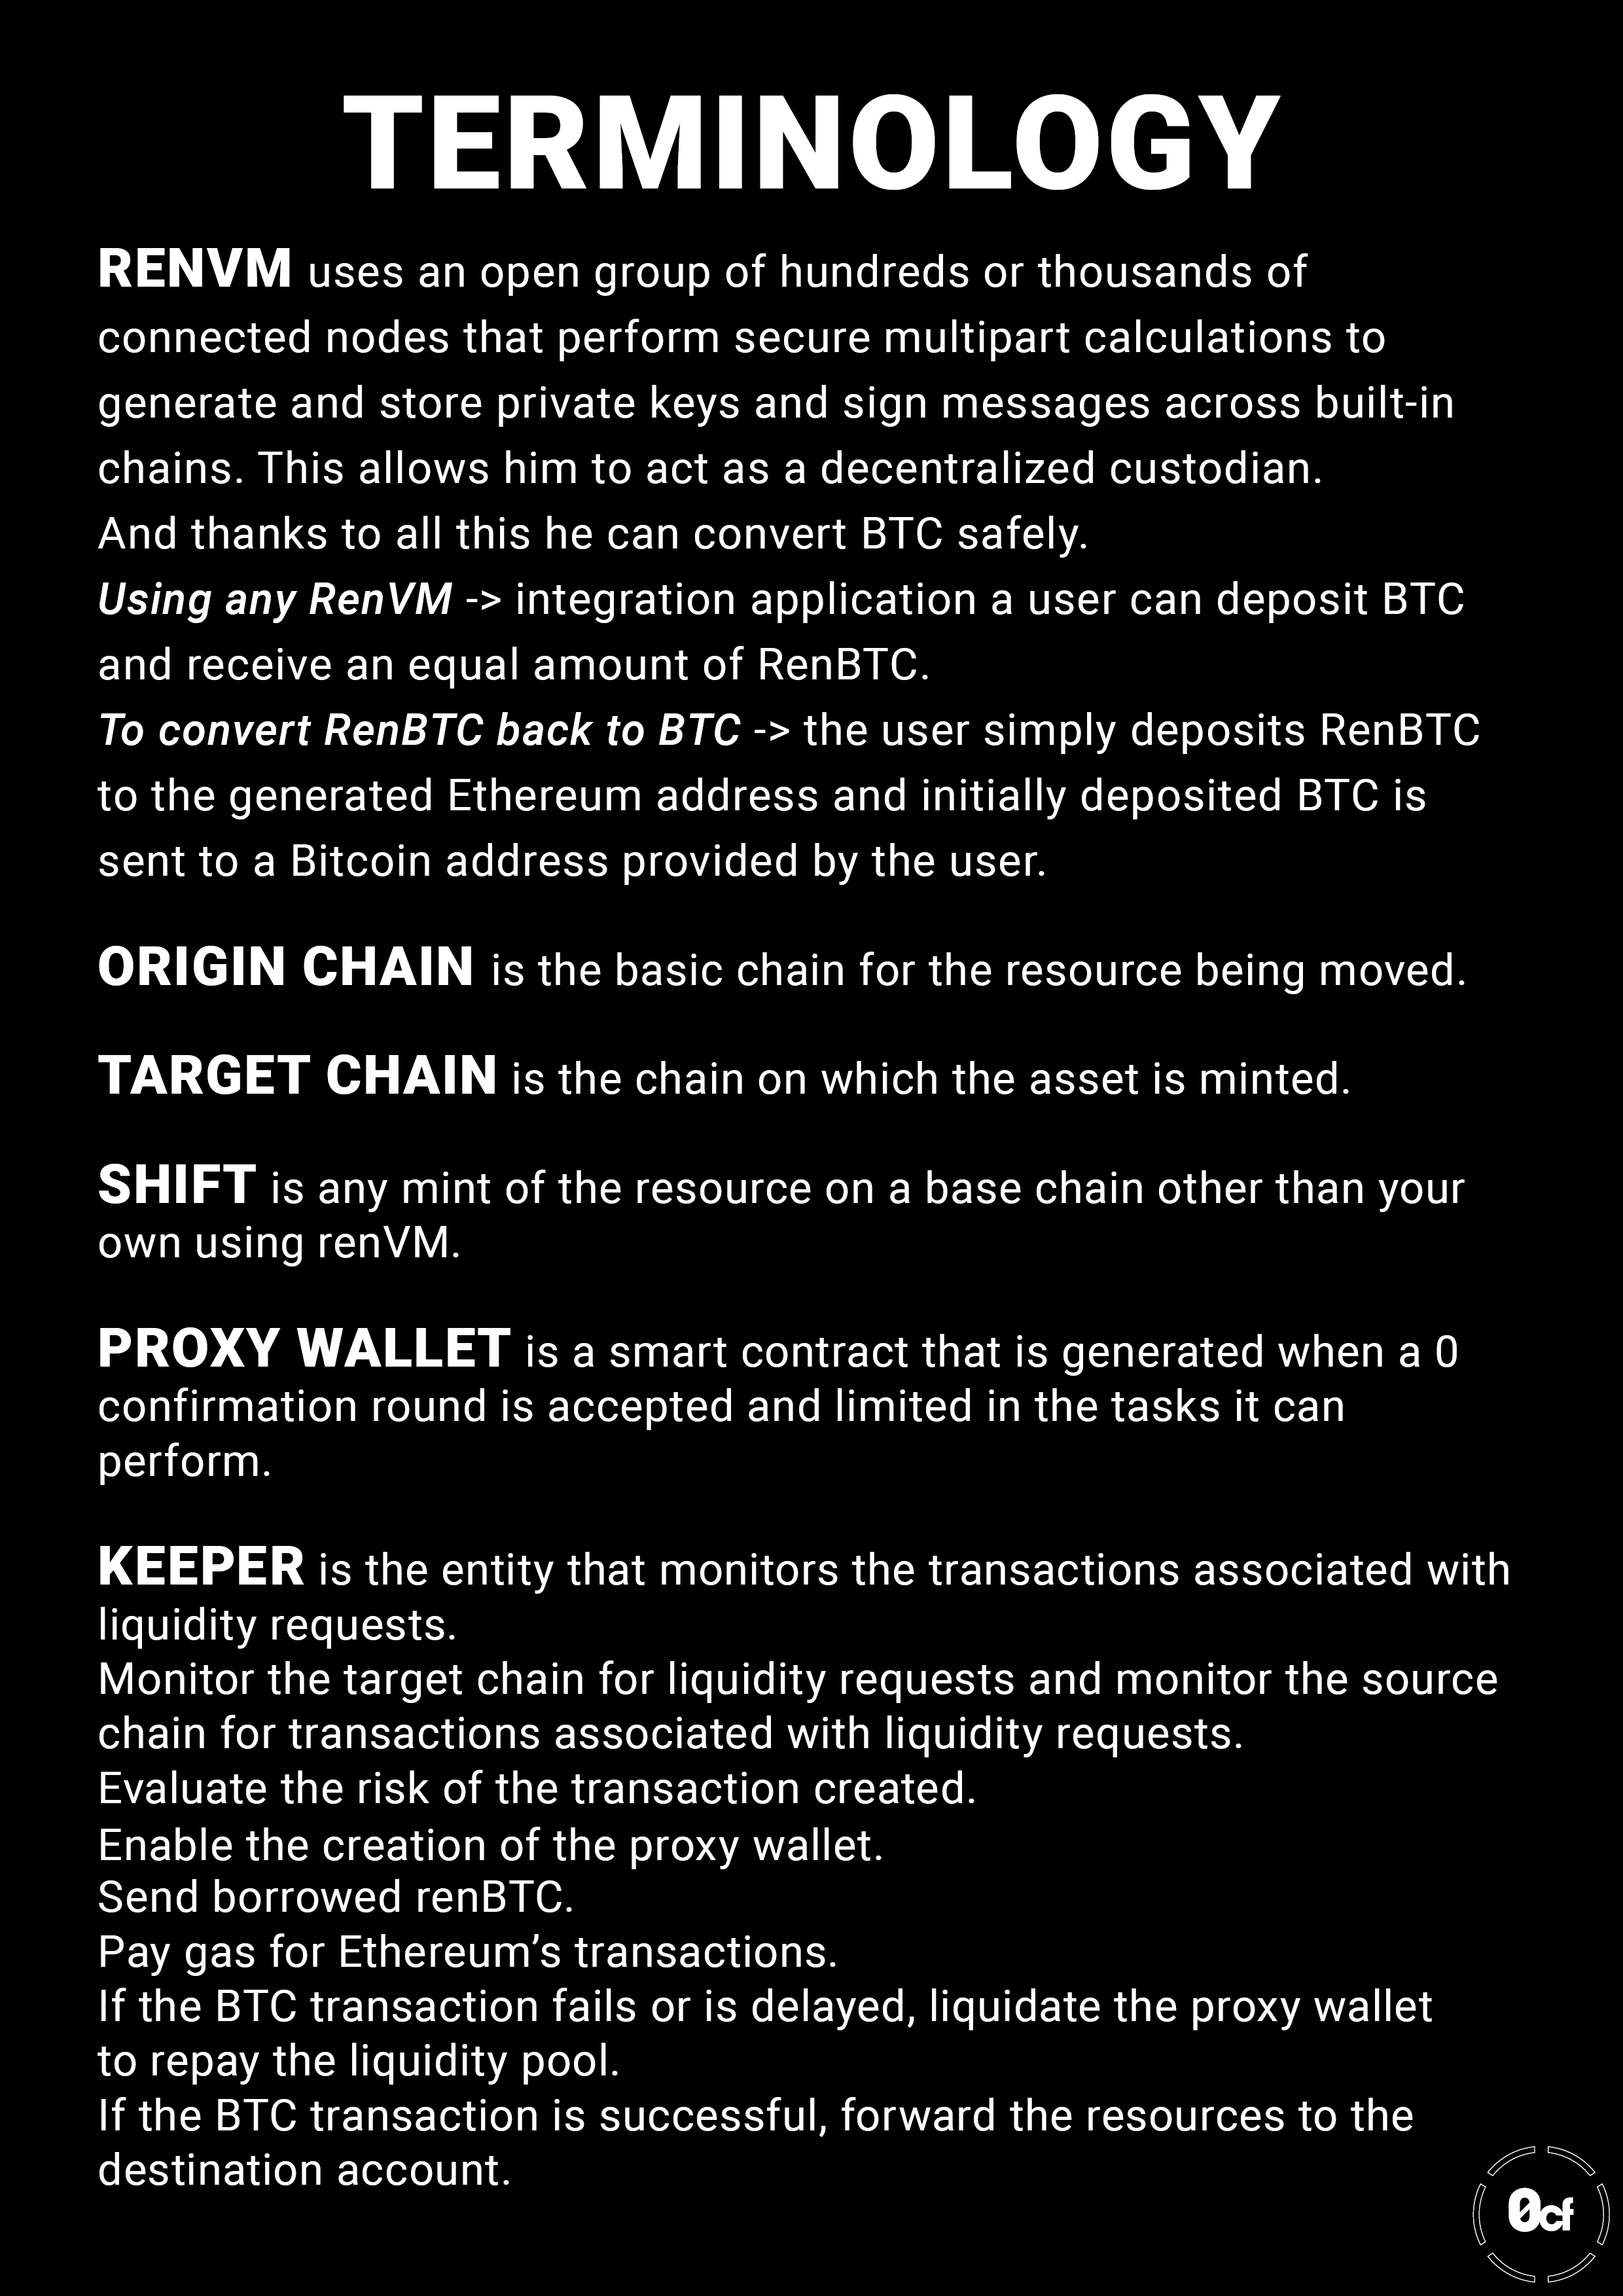 TERMINOLOGY
RENVM uses an open group of hundreds or thousands of
connected nodes that perform secure multipart calculations to
generate and store private keys and sign messages across built-in
chains. This allows him to act as a decentralized custodian.
And thanks to all this he can convert BTC safely.
Using any RenVM -> integration application a user can deposit BTC
and receive an equal amount of RenBTC.
To convert RenBTC back to BTC -> the user simply deposits RenBTC
to the generated Ethereum address and initially deposited BTC is
sent to a Bitcoin address provided by the user.
ORIGIN CHAIN is the basic chain for the resource being moved.
TARGET CHAIN is the chain on which the asset is minted.
SHIFT is any mint of the resource on a base chain other than your
own using renVM.
PROXY WALLET is a smart contract that is generated when a 0
confirmation round is accepted and limited in the tasks it can
perform.
KEEPER is the entity that monitors the transactions associated with
liquidity requests.
Monitor the target chain for liquidity requests and monitor the source
chain for transactions associated with liquidity requests.
Evaluate the risk of the transaction created.
Enable the creation of the proxy wallet.
Send borrowed renBTC.
Pay gas for Ethereum’s transactions.
If the BTC transaction fails or is delayed, liquidate the proxy wallet
to repay the liquidity pool.
If the BTC transaction is successful, forward the resources to the
destination account.
0cf